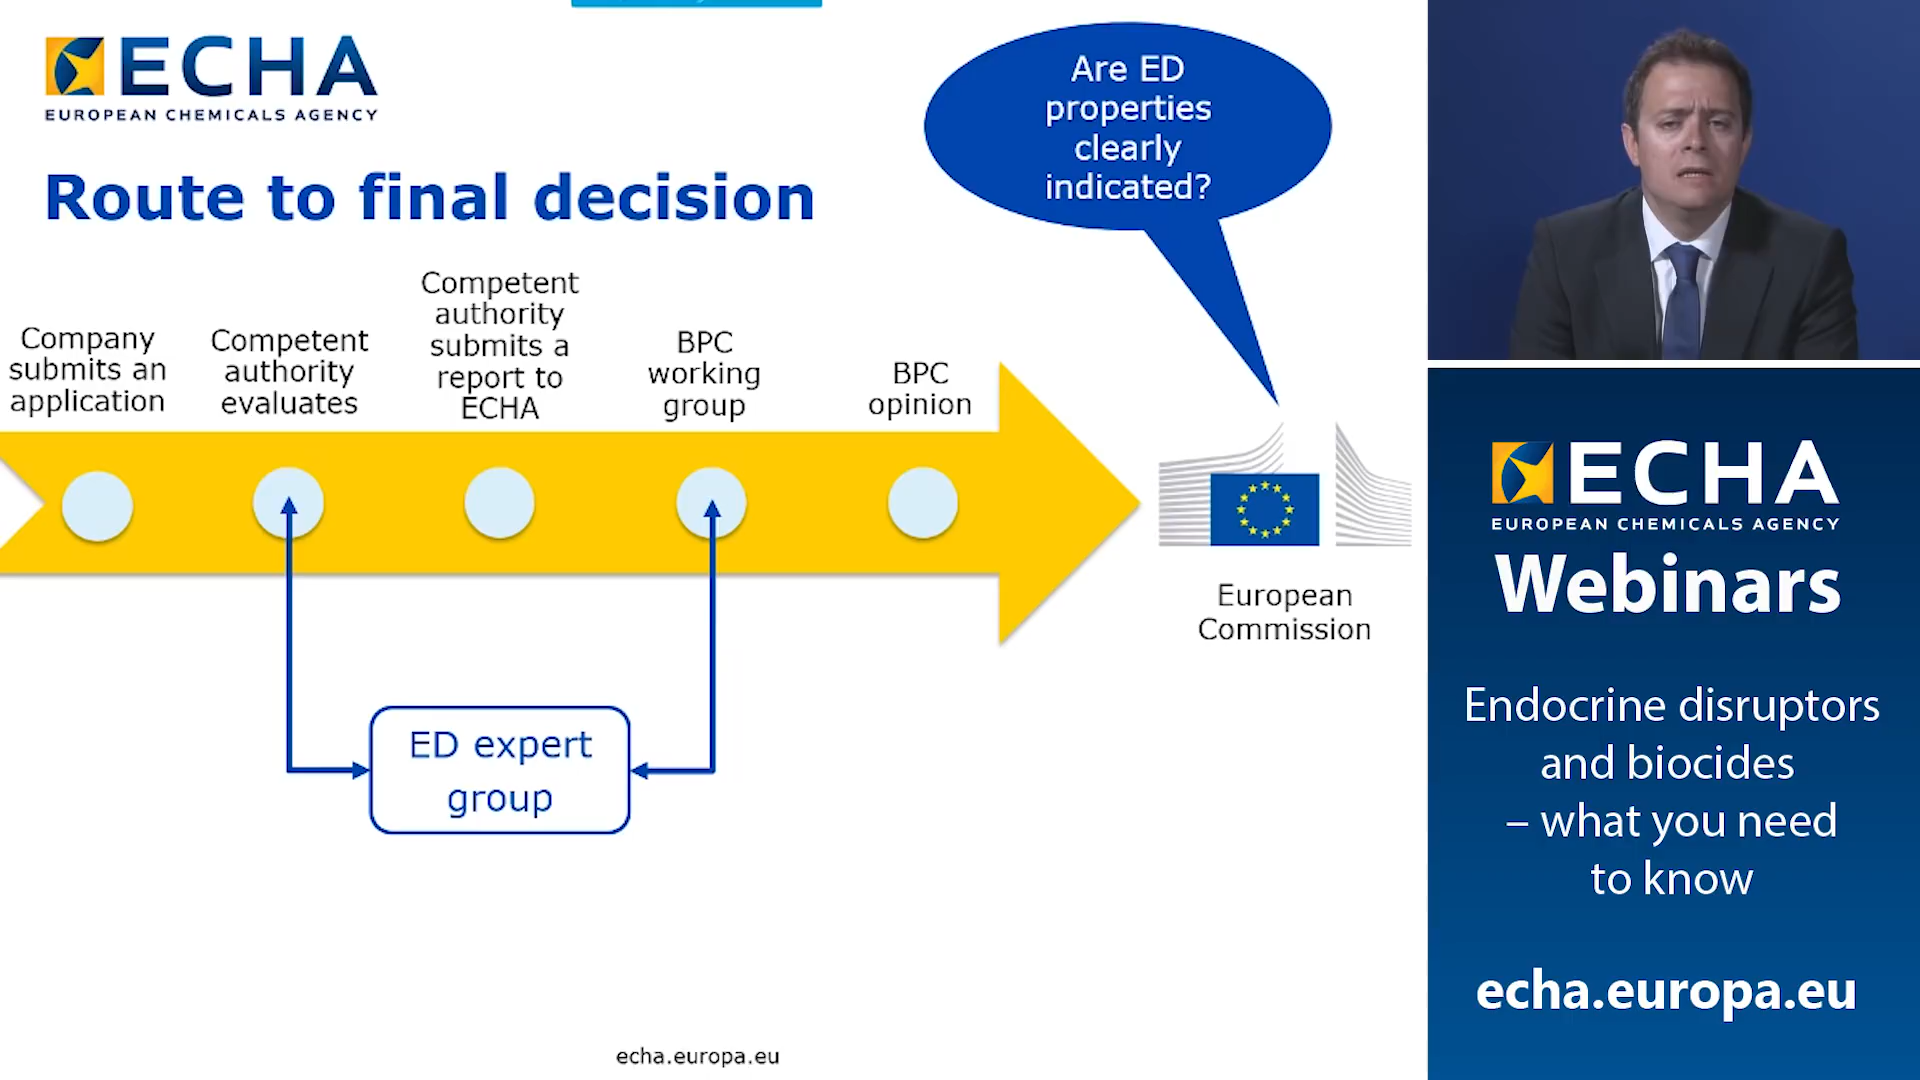 ECHA
EUROPEAN CHEMICALS AGENCY
Route to final decision
Are ED
properties
clearly
indicated?
Company
submits an
application
Competent
authority
evaluates
Competent
authority
submits a
report to
ECHA
BPC
working
group
BPC
opinion
European
Commission
ED expert
group
echa.europa.eu
ECHA
EUROPEAN CHEMICALS AGENCY
Webinars
Endocrine disruptors
and biocides
– what you need
to know
echa.europa.eu